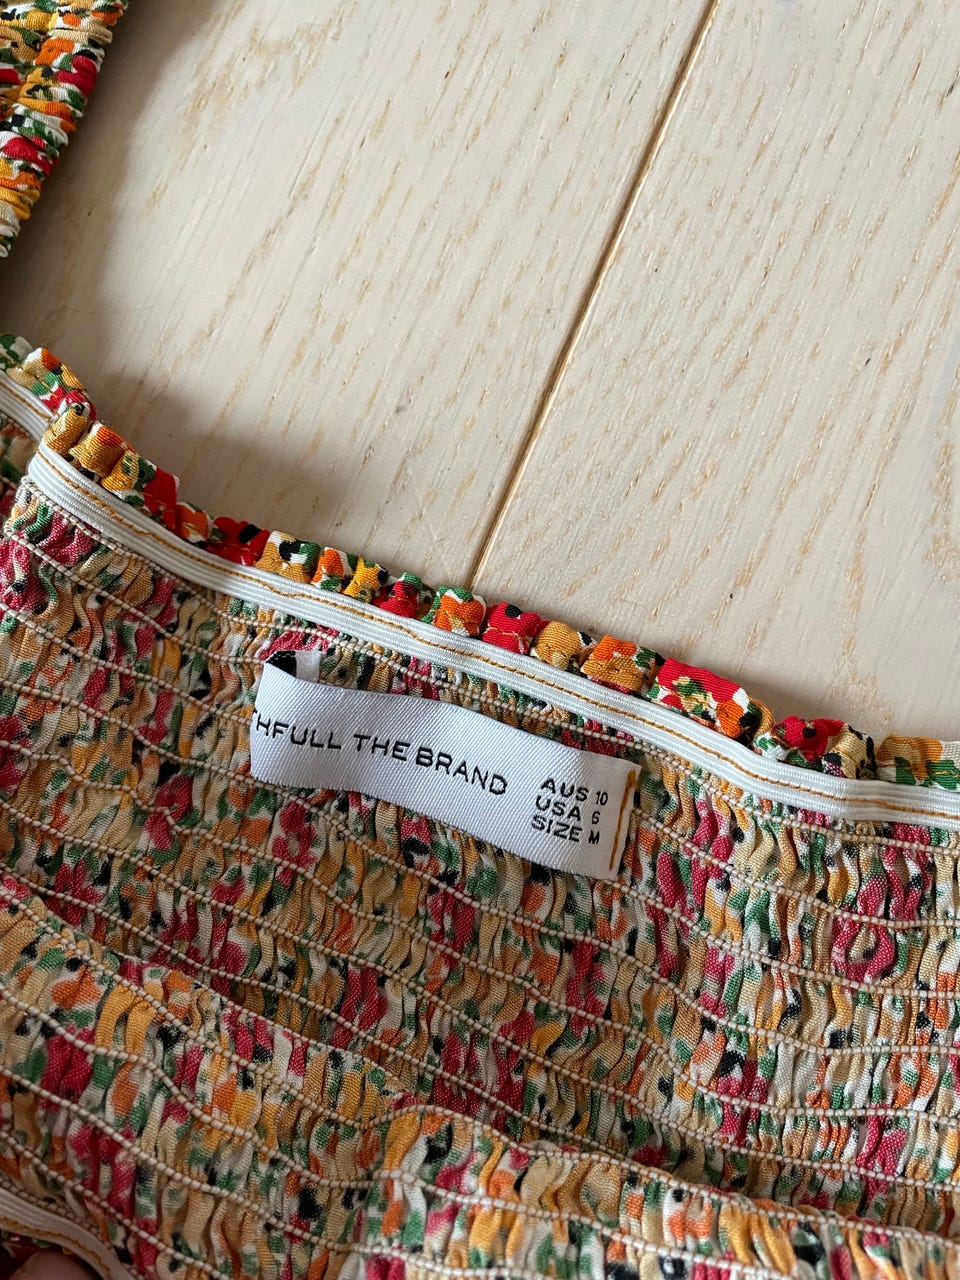 THFULL THE BRAND
AUS 10
USA 6
SIZE M